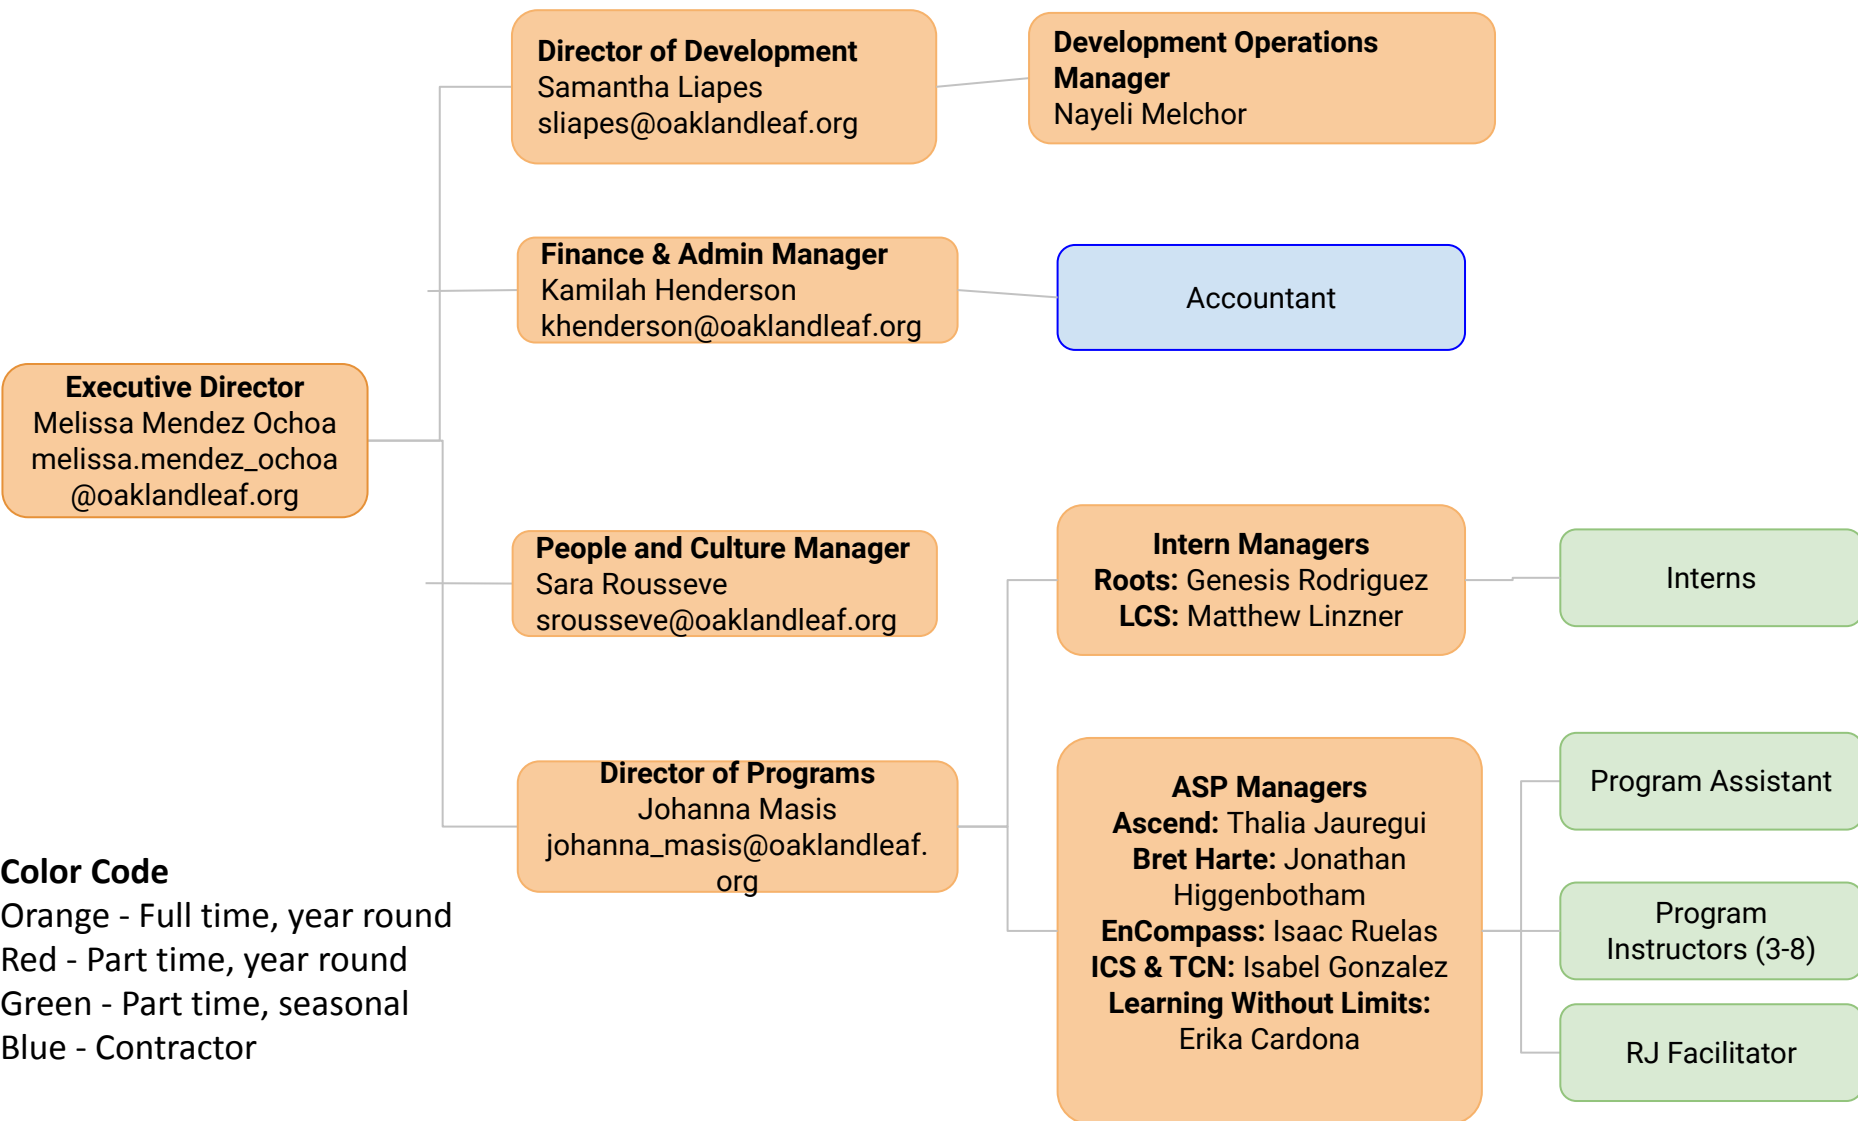 Director of Development
Samantha Liapes
sliapes@oaklandleaf.org
Development Operations
Manager
Nayeli Melchor
Finance & Admin Manager
Kamilah Henderson
khenderson@oaklandleaf.org
Accountant
Executive Director
Melissa Mendez Ochoa
melissa.mendez_ochoa
@oaklandleaf.org
People and Culture Manager
Sara Rousseve
srousseve@oaklandleaf.org
Intern Managers
Roots: Genesis Rodriguez
LCS: Matthew Linzner
Interns
Director of Programs
Johanna Masis
johanna_masis@oaklandleaf.
org
ASP Managers
Ascend: Thalia Jauregui
Bret Harte: Jonathan
Higgenbotham
EnCompass: Isaac Ruelas
ICS & TCN: Isabel Gonzalez
Learning Without Limits:
Erika Cardona
Program Assistant
Program
Instructors (3-8)
RJ Facilitator
Color Code
Orange - Full time, year round
Red - Part time, year round
Green - Part time, seasonal
Blue - Contractor